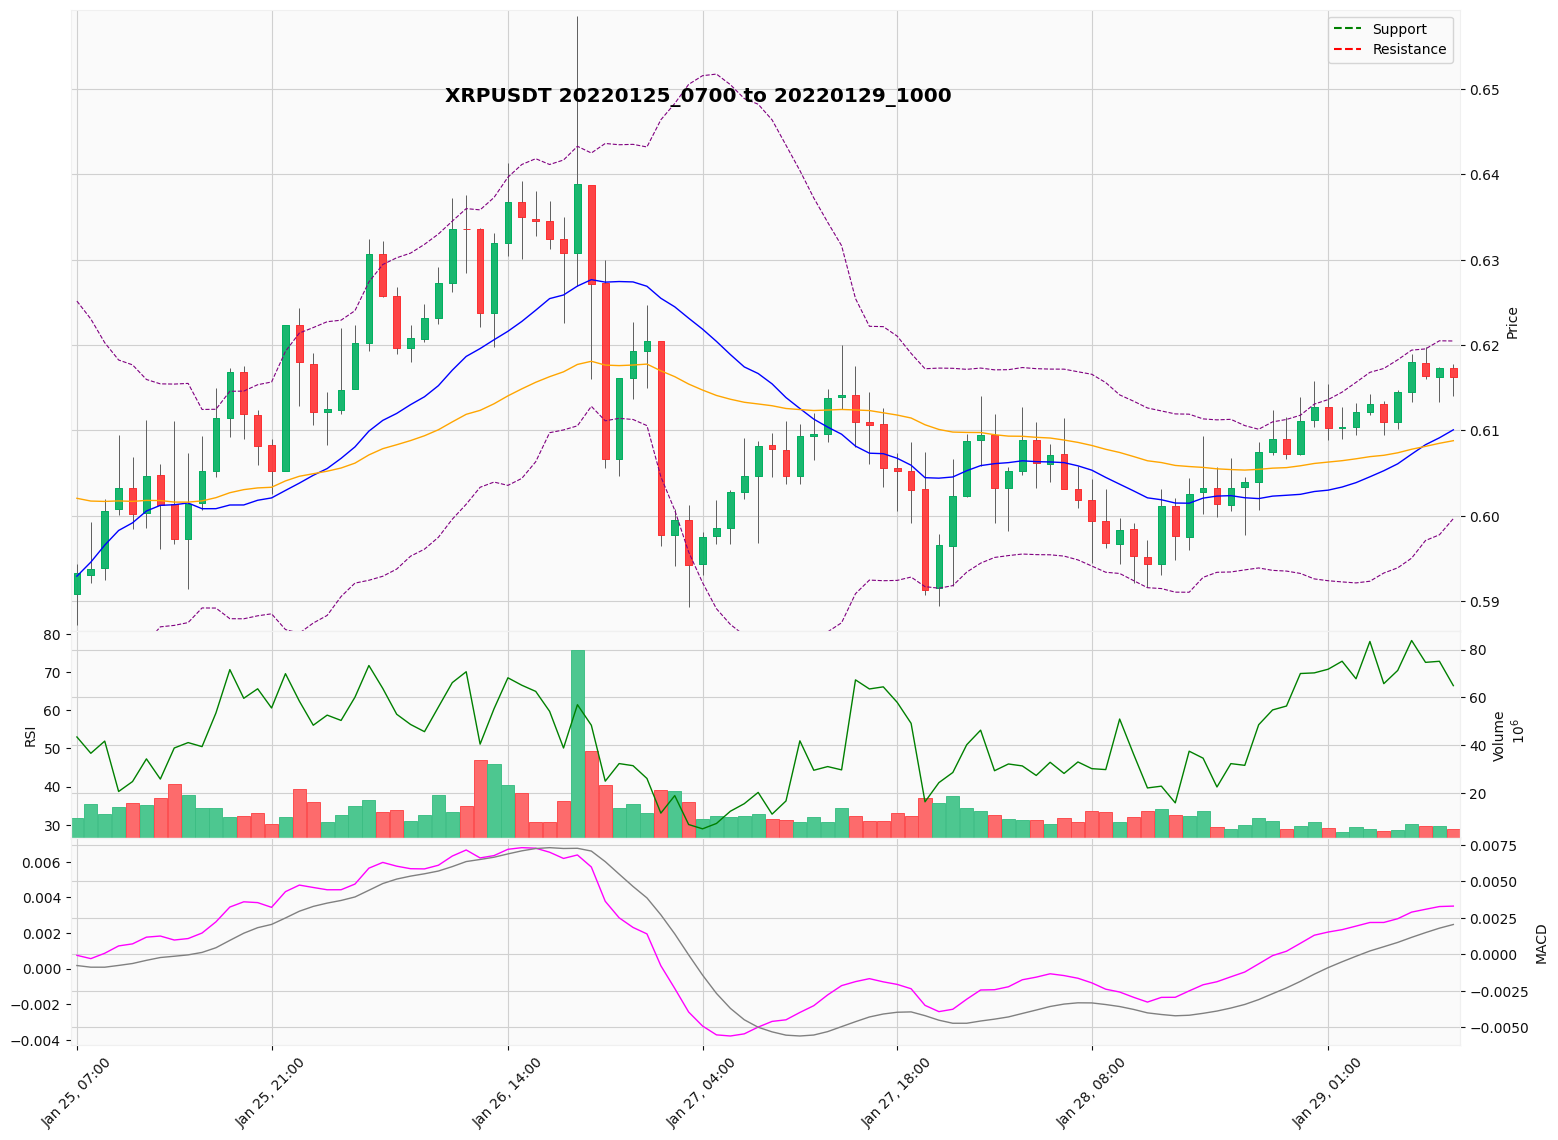 XRPUSDT 20220125_0700 to 20220129_1000
Support
Resistance
0.65
0.64
0.63
0.62
0.61
0.60
0.59
Price
80
70
60
50
40
30
RSI
80
60
40
20
Volume
10^6
0.006
0.004
0.002
0.000
−0.002
−0.004
0.0075
0.0050
0.0025
0.0000
−0.0025
−0.0050
MACD
Jan 25, 07:00
Jan 25, 21:00
Jan 26, 14:00
Jan 27, 04:00
Jan 27, 18:00
Jan 28, 08:00
Jan 29, 01:00